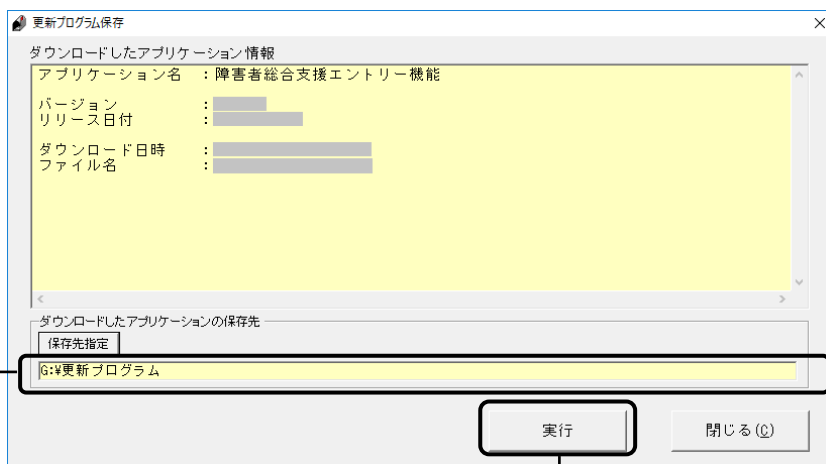 更新プログラム保存
ダウンロードしたアプリケーション情報
アプリケーション名 :障害者総合支援エントリー機能
バージョン :
リリース日付 :
ダウンロード日時 :
ファイル名 :
ダウンロードしたアプリケーションの保存先
保存先指定
G:¥更新プログラム
実行 閉じる(C)